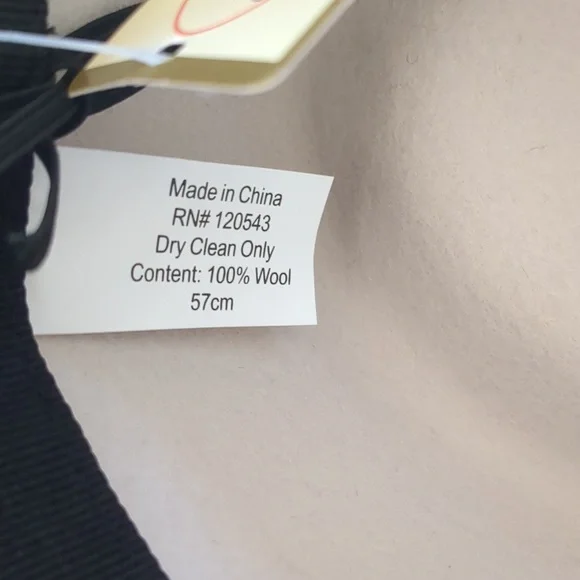 Made in China
RN# 120543
Dry Clean Only
Content: 100% Wool
57cm